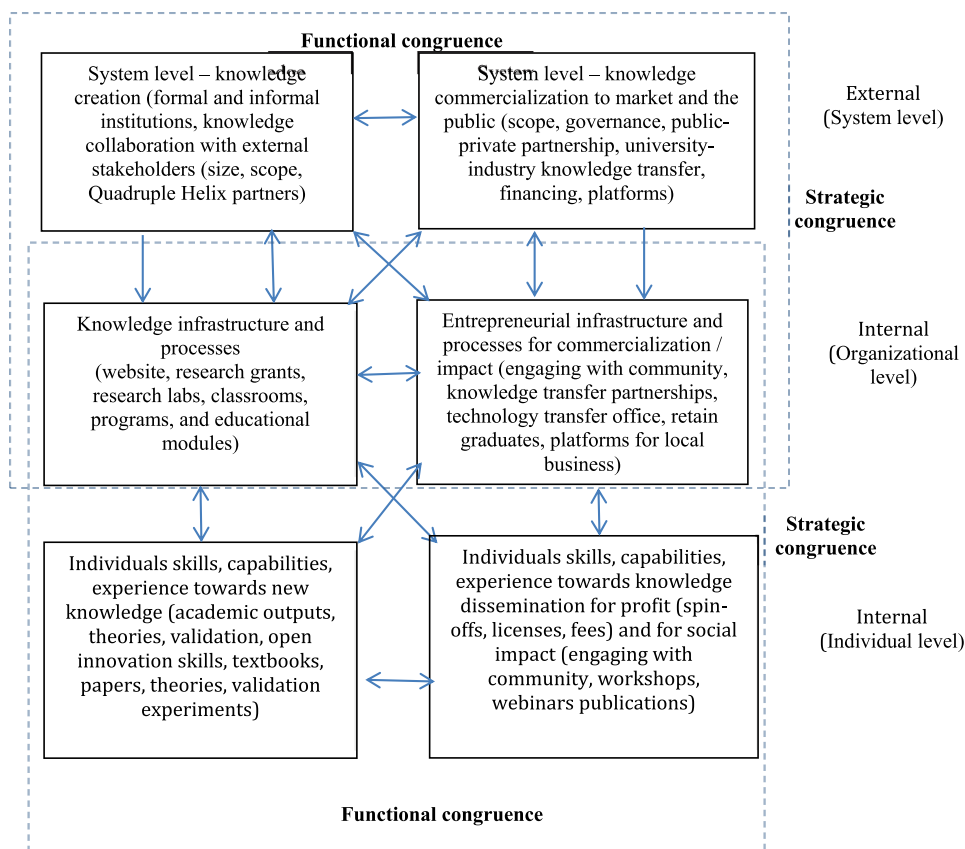 Functional congruence
edge
System
System level – knowledge
creation (formal and informal
institutions, knowledge
collaboration with external
stakeholders (size, scope,
Quadruple Helix partners)
System level – knowledge
commercialization to market and the
public (scope, governance, public-
private partnership, university-
industry knowledge transfer,
financing, platforms)
External
(System level)
Strategic
congruence
Knowledge infrastructure and
processes
(website, research grants,
research labs, classrooms,
programs, and educational
modules)
Entrepreneurial infrastructure and
processes for commercialization /
impact (engaging with community,
knowledge transfer partnerships,
technology transfer office, retain
graduates, platforms for local
business)
Internal
(Organizational
level)
Strategic
congruence
Individuals skills, capabilities,
experience towards new
knowledge (academic outputs,
theories, validation, open
innovation skills, textbooks,
papers, theories, validation
experiments)
Individuals skills, capabilities,
experience towards knowledge
dissemination for profit (spin-
offs, licenses, fees) and for social
impact (engaging with
community, workshops,
webinars publications)
Internal
(Individual level)
Functional congruence